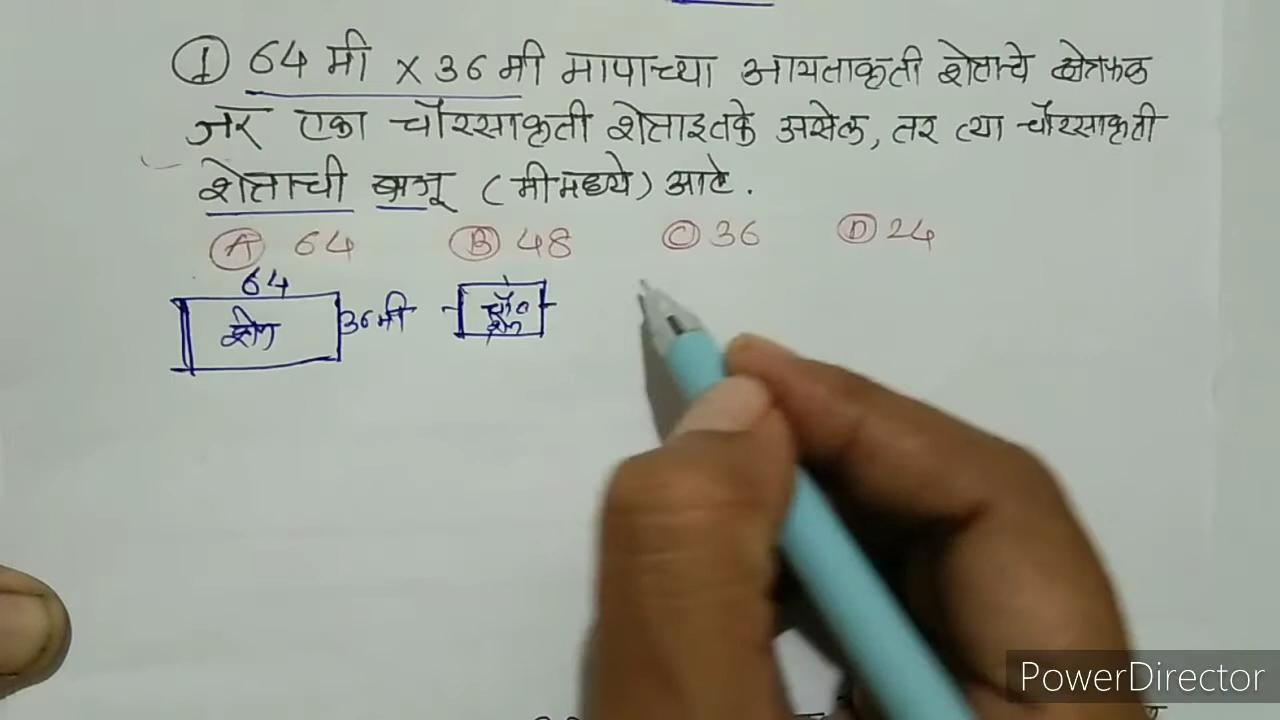 ① 64 मी × 36 मी मापाच्या आयताकृती शेताचे क्षेत्रफळ
जर एका चौरसाकृती शेताइतके असेल, तर त्या चौरसाकृती
शेताची बाजू (मीमध्ये) आहे.
Ⓐ 64 Ⓑ 48 Ⓒ 36 Ⓓ 24
64
शेत 36मी चौ० शेत
PowerDirector